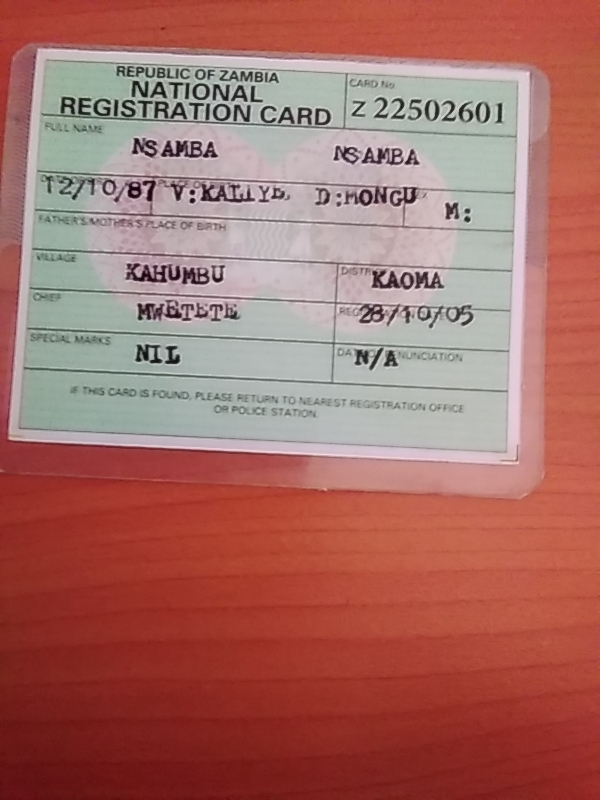 REPUBLIC OF ZAMBIA
NATIONAL
REGISTRATION CARD
CARD No.
Z 22502601
FULL NAME
NSAMBA NSAMBA
12/10/87 V:KALIYE, D:MONGU M:
FATHER'S/MOTHER'S PLACE OF BIRTH
VILLAGE KAHUMBU KAOMA
CHIEF MWETETE 28/10/05
SPECIAL MARKS NIL N/A
IF THIS CARD IS FOUND, PLEASE RETURN TO NEAREST REGISTRATION OFFICE
OR POLICE STATION.